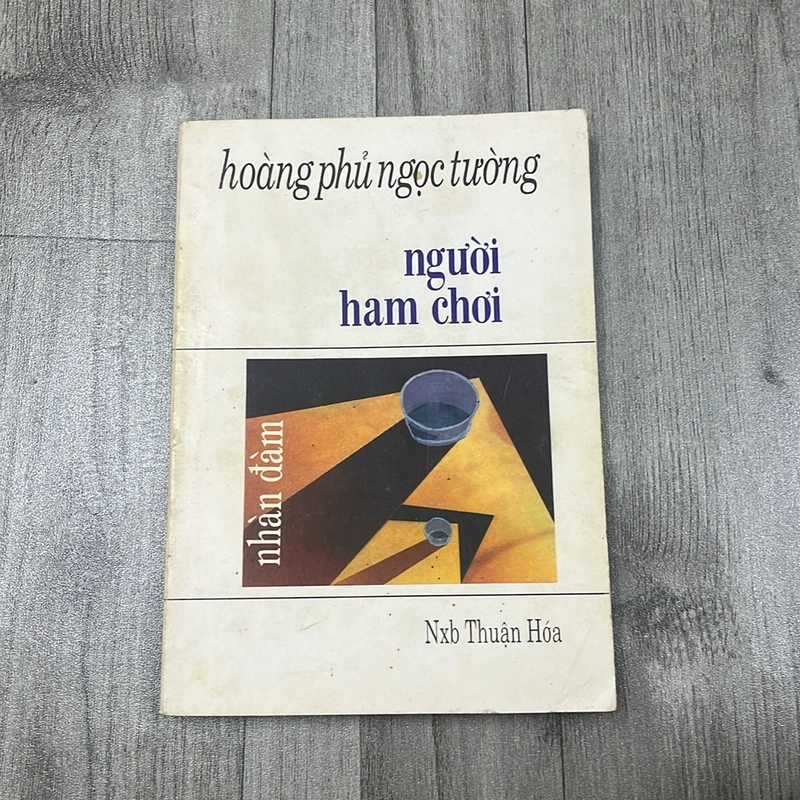 hoàng phủ ngọc tường
người
ham chơi
nhàn đàm
Nxb Thuận Hóa